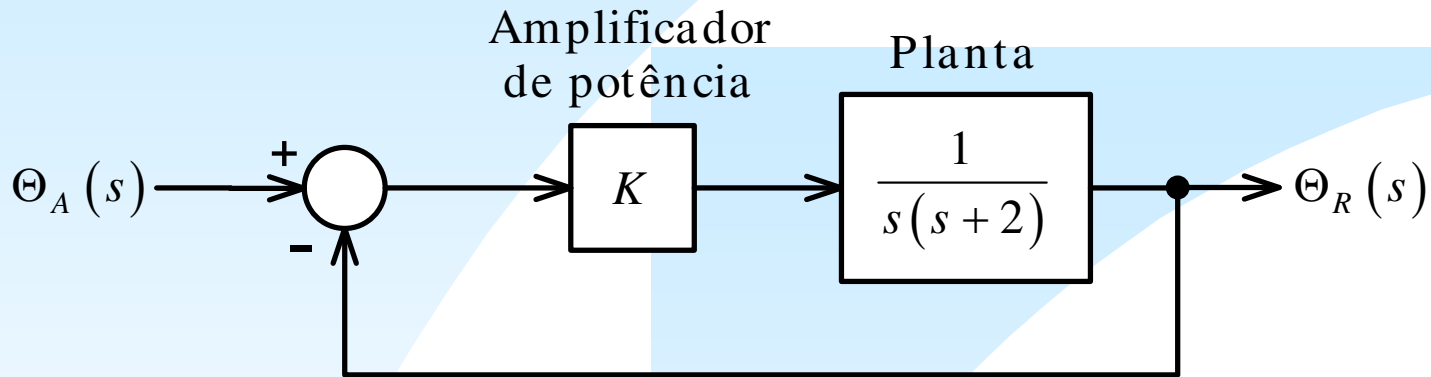 Amplificador
de potência
Planta
Θ_A(s)
+
-
K
1
s(s+2)
Θ_R(s)